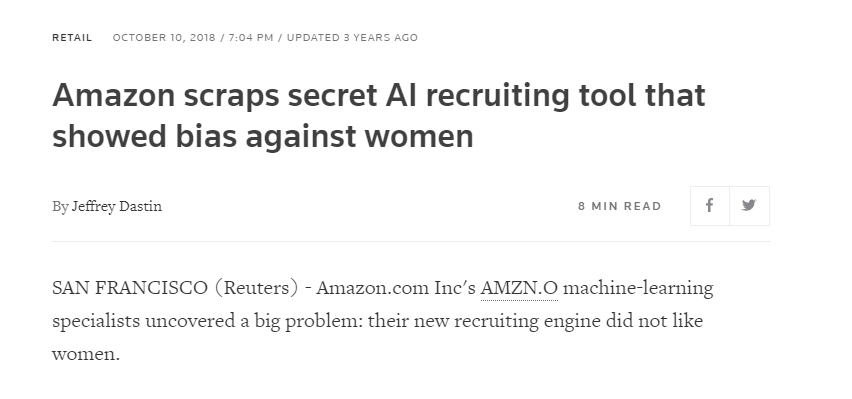 RETAIL OCTOBER 10, 2018 / 7:04 PM / UPDATED 3 YEARS AGO
Amazon scraps secret AI recruiting tool that
showed bias against women
By Jeffrey Dastin
8 MIN READ
SAN FRANCISCO (Reuters) - Amazon.com Inc's AMZN.O machine-learning
specialists uncovered a big problem: their new recruiting engine did not like
women.